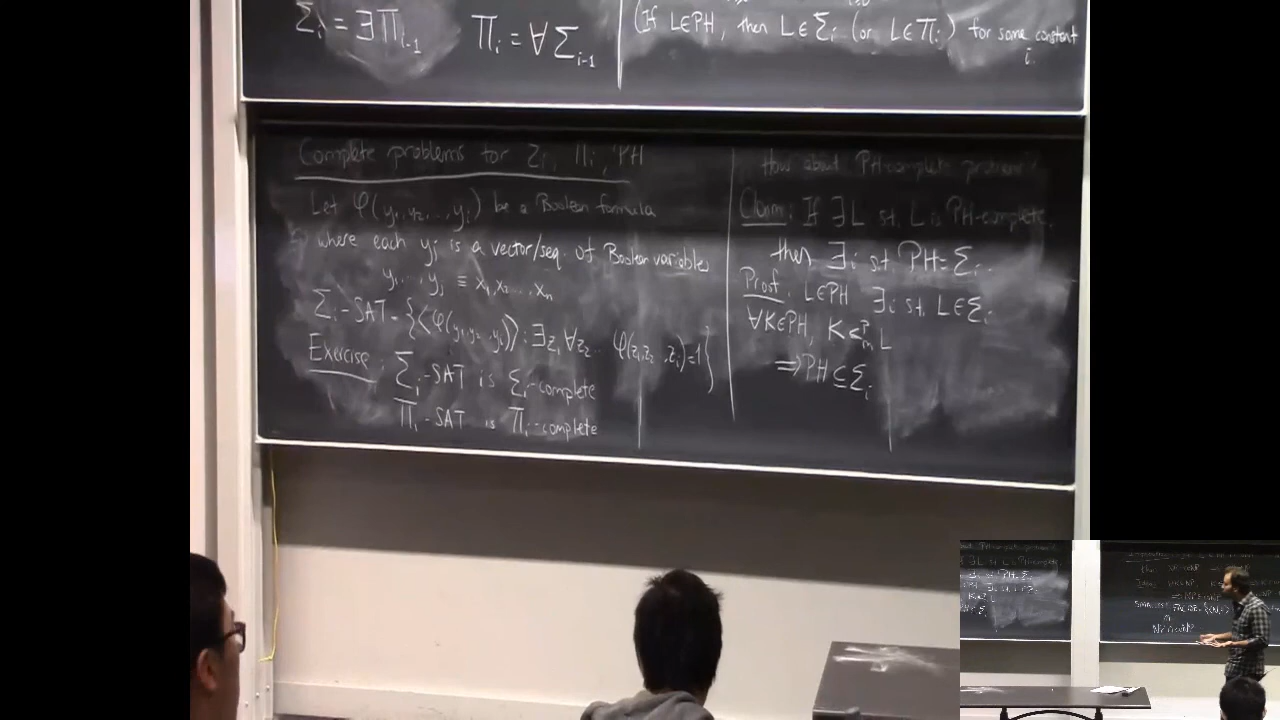 Σᵢ = ∃Πᵢ₋₁ Πᵢ = ∀Σᵢ₋₁
(If L∈PH, then L∈Σᵢ (or L∈Πᵢ) for some constant i.
Complete problems for Σᵢ, Πᵢ, PH
Let φ(y₁,y₂,...,yᵢ) be a Boolean formula
where each yⱼ is a vector/seq. of Boolean variables
y₁,...,yⱼ ≡ x₁,x₂...xₙ
Σᵢ-SAT = {⟨φ(y₁,y₂..yᵢ)⟩ : ∃z₁ ∀z₂... φ(z₁,z₂..,zᵢ)=1}
Exercise: Σᵢ-SAT is Σᵢ-complete
Πᵢ-SAT is Πᵢ-complete
How about PH-complete problems?
Claim: If ∃L st. L is PH-complete,
then ∃i s.t. PH=Σᵢ.
Proof. L∈PH ∃i st. L∈Σᵢ
∀K∈PH, K ≤ᵖₘ L
⟹ PH ⊆ Σᵢ